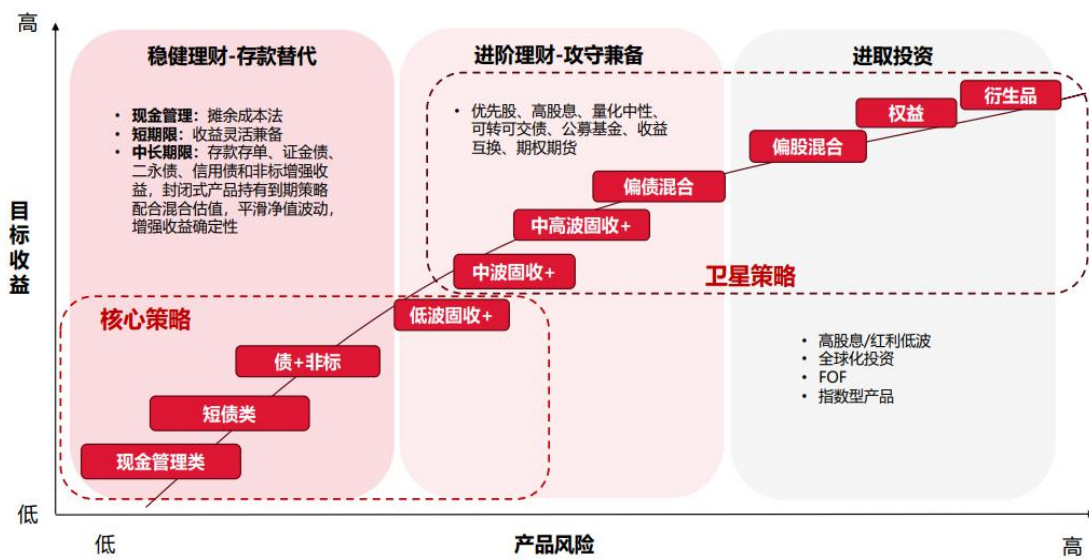 高
目标收益
低
稳健理财-存款替代
• 现金管理：摊余成本法
• 短期限：收益灵活兼备
• 中长期限：存款存单、证金债、
二永债、信用债和非标增强收
益，封闭式产品持有到期策略
配合混合估值，平滑净值波动，
增强收益确定性
进阶理财-攻守兼备
• 优先股、高股息、量化中性、
可转可交债、公募基金、收益
互换、期权期货
进取投资
衍生品
权益
偏股混合
偏债混合
中高波固收+
中波固收+
卫星策略
低波固收+
核心策略
债+非标
短债类
现金管理类
• 高股息/红利低波
• 全球化投资
• FOF
• 指数型产品
低
产品风险
高